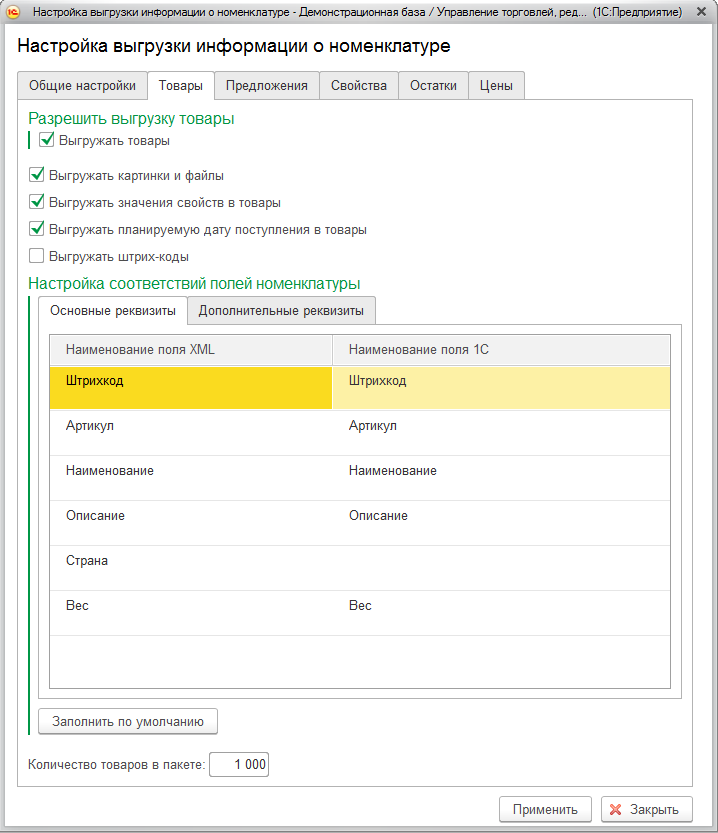 Настройка выгрузки информации о номенклатуре - Демонстрационная база / Управление торговлей, ред... (1С:Предприятие)
Настройка выгрузки информации о номенклатуре
Общие настройки Товары Предложения Свойства Остатки Цены
Разрешить выгрузку товары
Выгружать товары
Выгружать картинки и файлы
Выгружать значения свойств в товары
Выгружать планируемую дату поступления в товары
Выгружать штрих-коды
Настройка соответствий полей номенклатуры
Основные реквизиты Дополнительные реквизиты
Наименование поля XML Наименование поля 1С
Штрихкод Штрихкод
Артикул Артикул
Наименование Наименование
Описание Описание
Страна
Вес Вес
Заполнить по умолчанию
Количество товаров в пакете: 1 000
Применить Закрыть